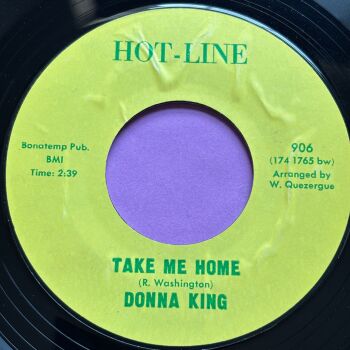 HOT-LINE
Bonatemp Pub.
BMI
Time: 2:39
906
(174 1765 bw)
Arranged by
W. Quezergue
TAKE ME HOME
(R. Washington)
DONNA KING